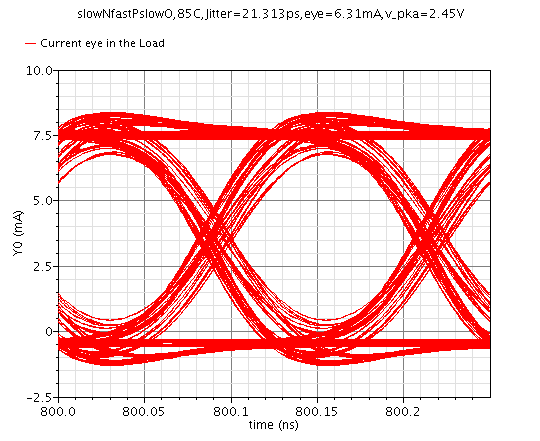 slowNfastPslowO,85C,Jitter=21.313ps,eye=6.31mA,v_pka=2.45V
Current eye in the Load
10.0
7.5
5.0
2.5
0
-2.5
Y0 (mA)
800.0 800.05 800.1 800.15 800.2
time (ns)